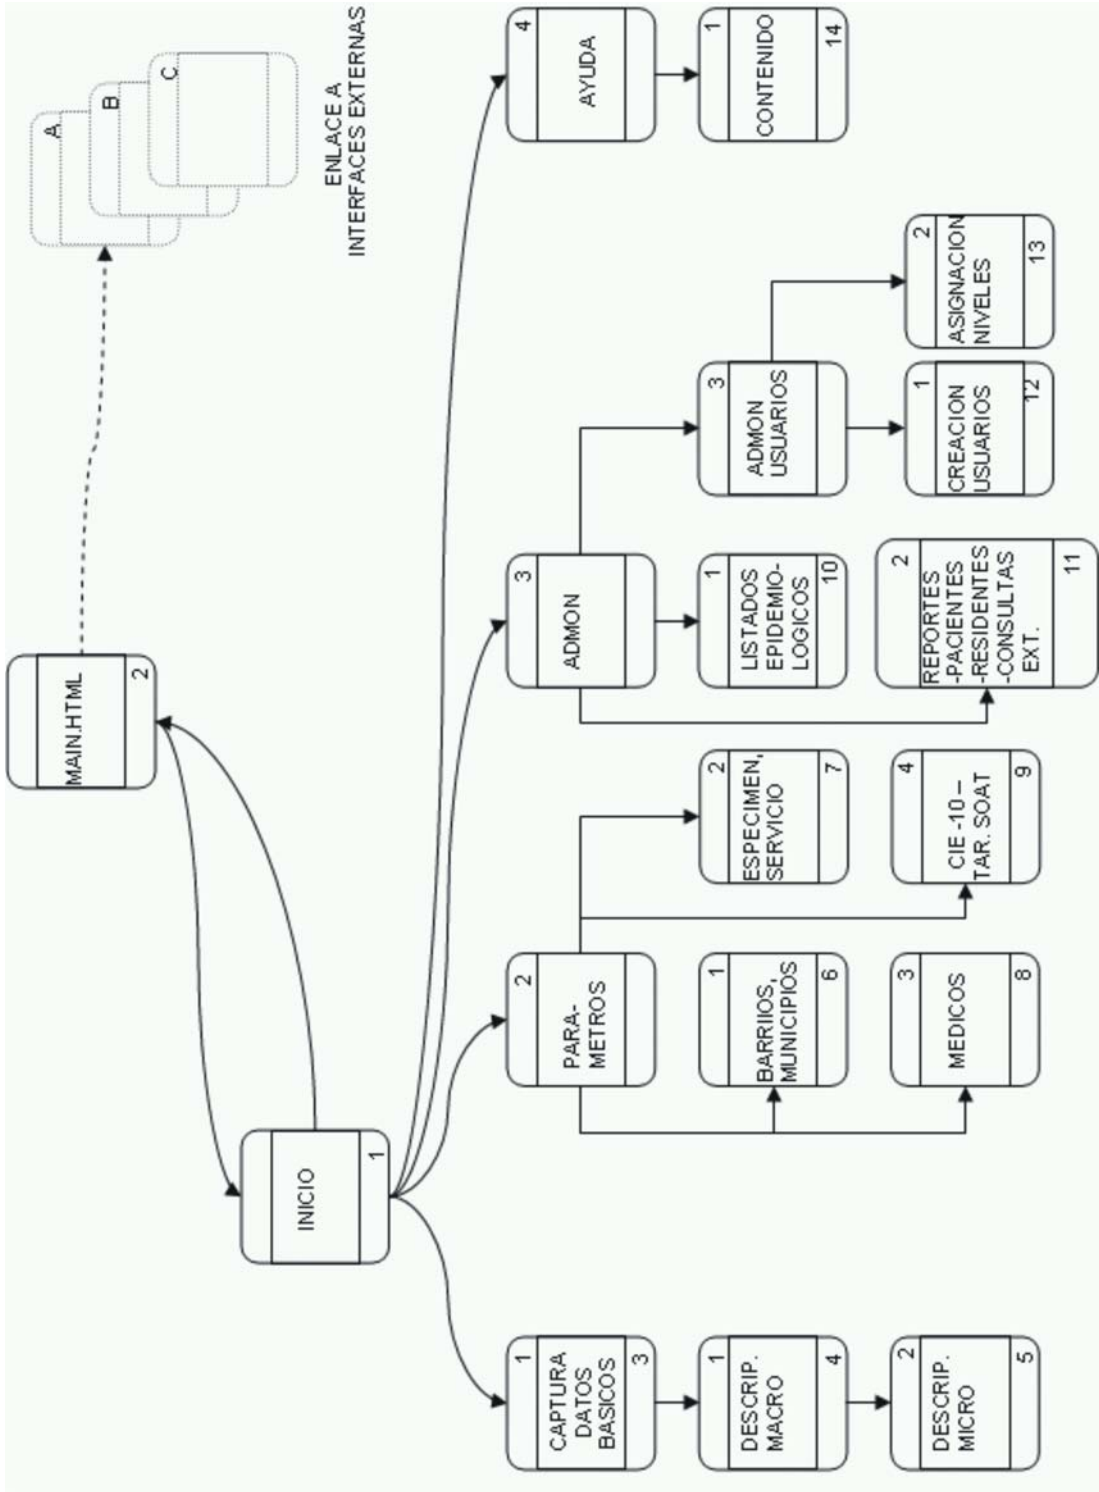 MAIN.HTML
2
A
B
C
ENLACE A
INTERFACES EXTERNAS
INICIO
1
1
CAPTURA
DATOS
BASICOS
3
2
PARA-
METROS
3
ADMON
4
AYUDA
1
DESCRIP.
MACRO
4
1
BARRIIOS,
MUNICIPIOS
6
2
ESPECIMEN,
SERVICIO
7
1
LISTADOS
EPIDEMIO-
LOGICOS
10
3
ADMON
USUARIOS
1
CONTENIDO
14
2
DESCRIP.
MICRO
5
3
MEDICOS
8
4
CIE -10 –
TAR. SOAT
9
2
REPORTES
-PACIENTES
-RESIDENTES
-CONSULTAS
EXT.
11
1
CREACION
USUARIOS
12
2
ASIGNACION
NIVELES
13